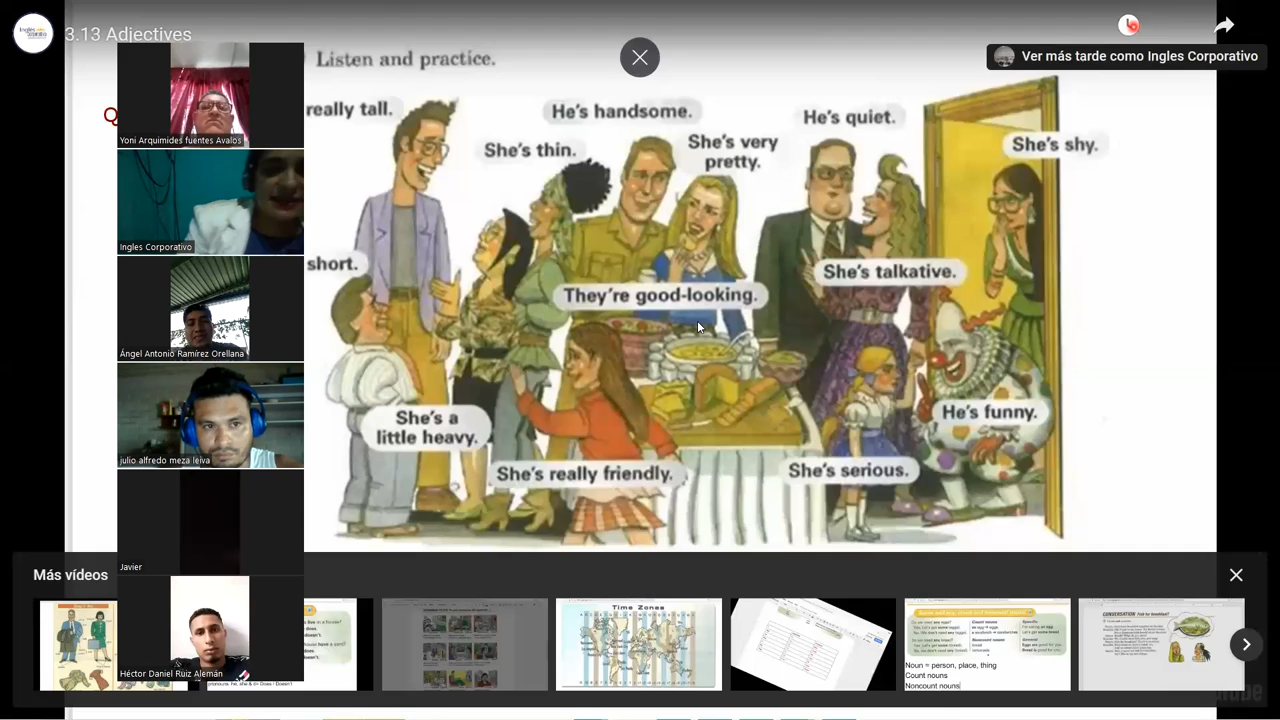 3.13 Adjectives
Ver más tarde como Ingles Corporativo
Listen and practice.
Q
really tall.
He's handsome.
He's quiet.
She's thin.
She's very
pretty.
She's shy.
short.
They're good-looking.
She's talkative.
She's a
little heavy.
He's funny.
She's really friendly.
She's serious.
Yoni Arquimides fuentes Avalos
Ingles Corporativo
Ángel Antonio Ramírez Orellana
julio alfredo meza leiva
Javier
Héctor Daniel Rúiz Alemán
Más vídeos
Time Zones
CONVERSATION
Noun = person, place, thing
Count nouns
Noncount nouns